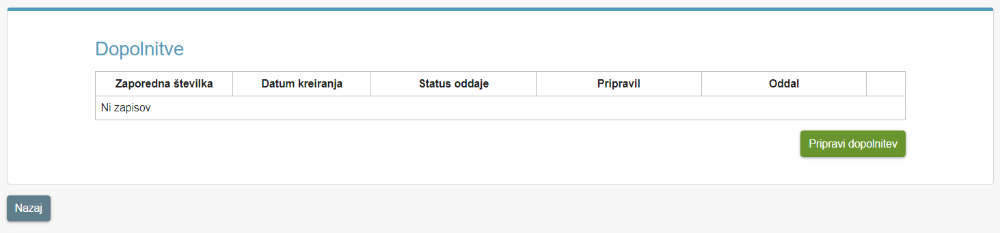 Dopolnitve
Zaporedna številka Datum kreiranja Status oddaje Pripravil Oddal
Ni zapisov
Pripravi dopolnitev
Nazaj